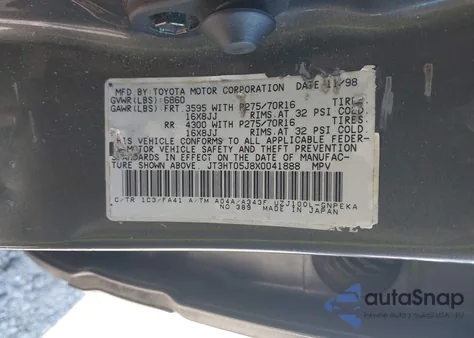 MFD BY: TOYOTA MOTOR CORPORATION DATE 11/98
GVWR(LBS) 6860
GAWR(LBS) FRT. 3595 WITH P275/70R16 TIRES
16X8JJ RIMS.AT 32 PSI COLD.
RR 4300 WITH P275/70R16 TIRES
16X8JJ RIMS.AT 32 PSI COLD.
THIS VEHICLE CONFORMS TO ALL APPLICABLE FEDER-
MOTOR VEHICLE SAFETY AND THEFT PREVENTION
STANDARDS IN EFFECT ON THE DATE OF MANUFAC-
TURE SHOWN ABOVE. JT3HT05J8X0041888 MPV
C/TR 1C3/FA41 A/TM A04A/A343F UZJ100L-GNPEKA
NO 389 MADE IN JAPAN
autoSnap